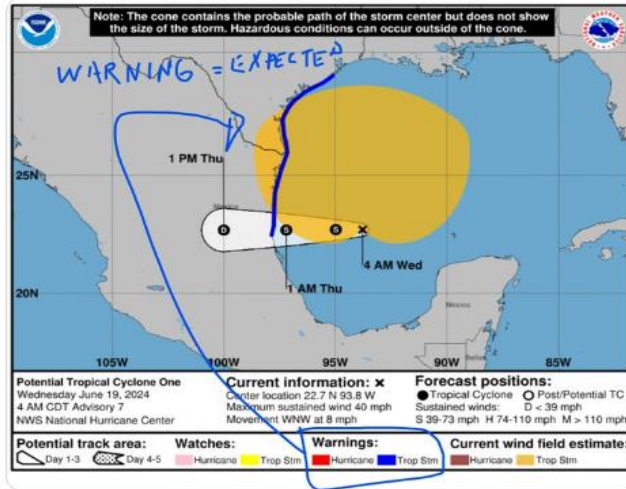 Note: The cone contains the probable path of the storm center but does not show
the size of the storm. Hazardous conditions can occur outside of the cone.
NOAA
WARNING = EXPECTED
1 PM Thu
25N
Mexico
D
S
S
4 AM Wed
1 AM Thu
20N
Mexico
Belize
105W
100W
95W
90W
85W
Potential Tropical Cyclone One
Wednesday June 19, 2024
4 AM CDT Advisory 7
NWS National Hurricane Center
Current information: x
Center location 22.7 N 93.8 W
Maximum sustained wind 40 mph
Movement WNW at 8 mph
Forecast positions:
Tropical Cyclone Post/Potential TC
Sustained winds: D < 39 mph
S 39-73 mph H 74-110 mph M > 110 mph
Potential track area:
Day 1-3 Day 4-5
Watches:
Hurricane Trop Stm
Warnings:
Hurricane Trop Stm
Current wind field estimate:
Hurricane Trop Stm